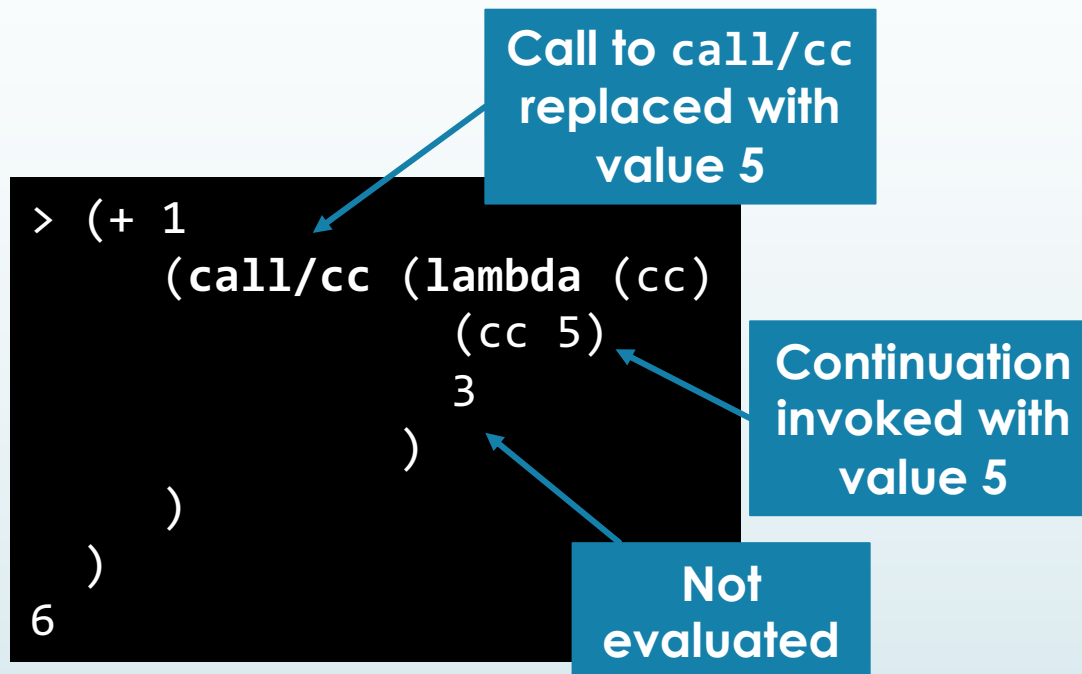 Call to call/cc
replaced with
value 5
> (+ 1
(call/cc (lambda (cc)
(cc 5)
3
)
)
)
6
Continuation
invoked with
value 5
Not
evaluated